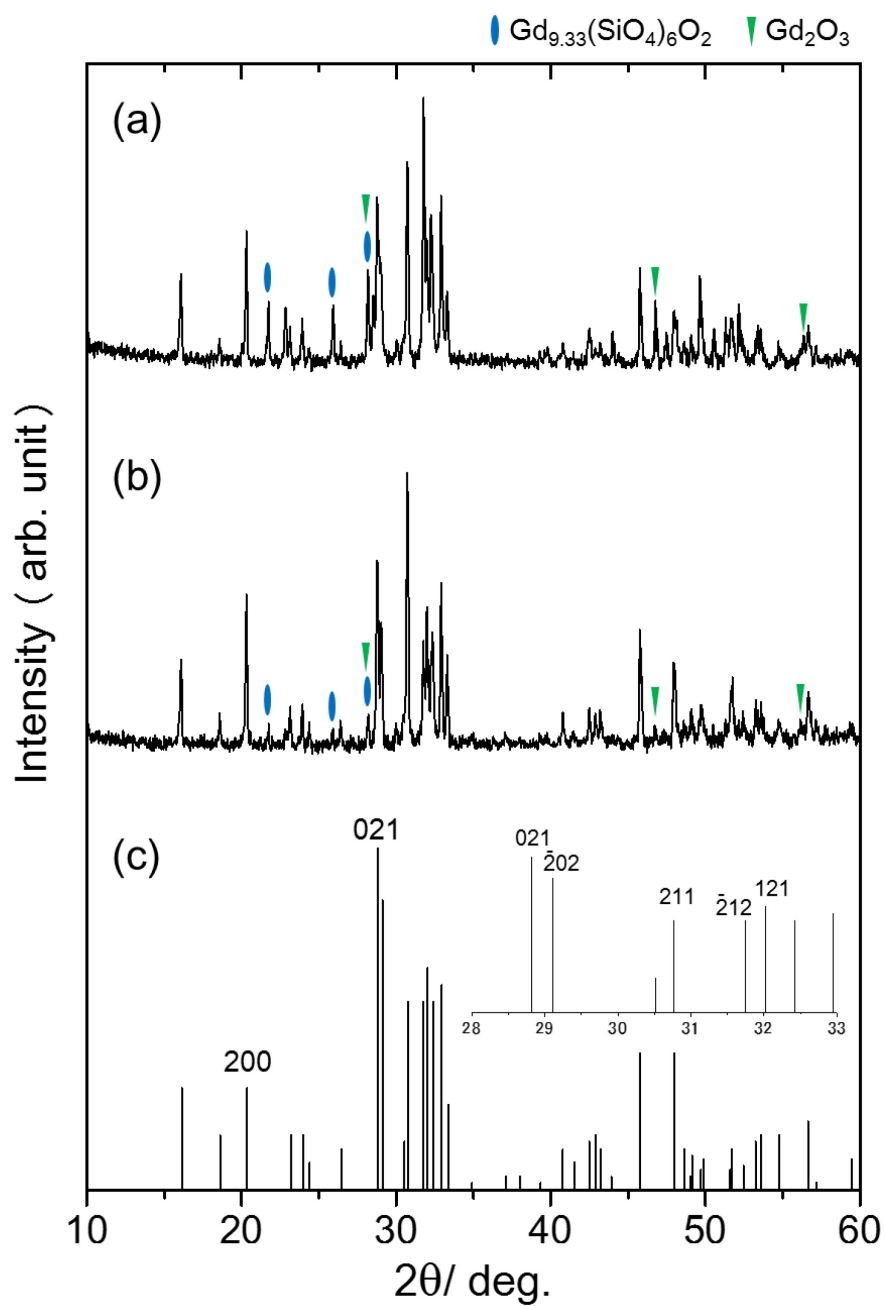 Gd9.33(SiO4)6O2 Gd2O3
(a)
(b)
(c)
021
200
021
2̄02
211
2̄12
121
28 29 30 31 32 33
10 20 30 40 50 60
2θ/ deg.
Intensity ( arb. unit )